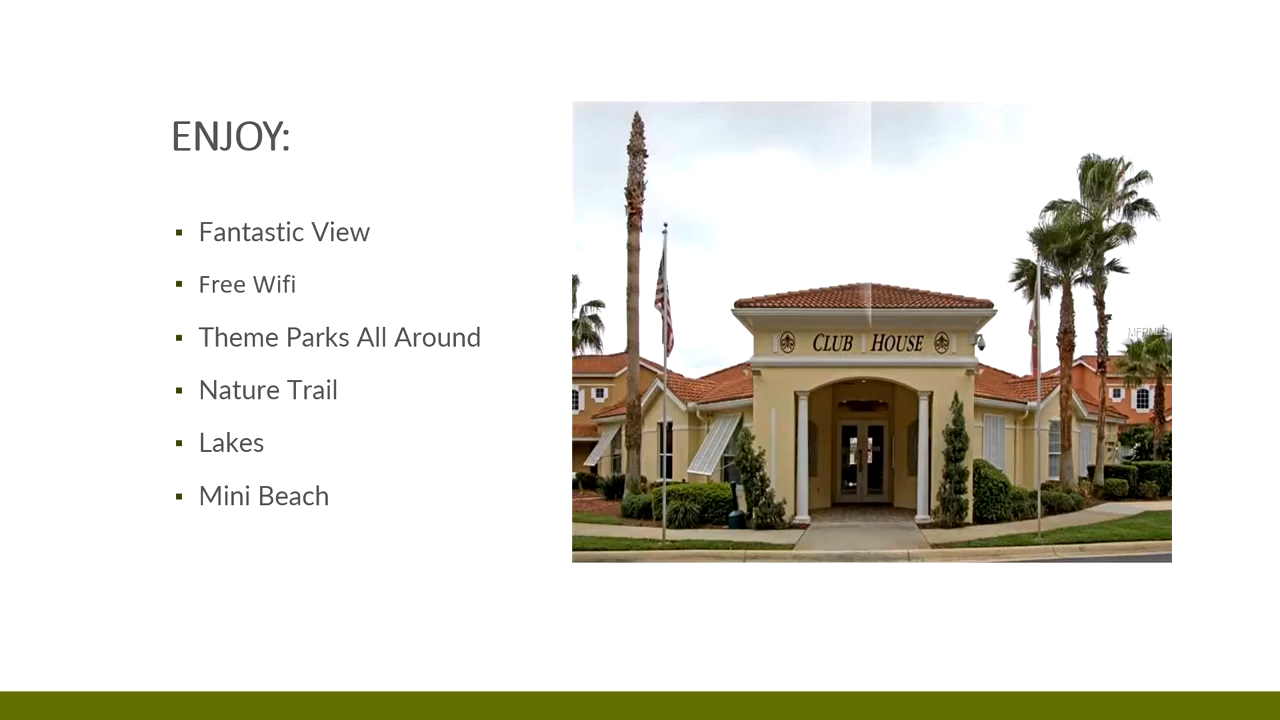 ENJOY:
Fantastic View
Free Wifi
Theme Parks All Around
Nature Trail
Lakes
Mini Beach
CLUB HOUSE